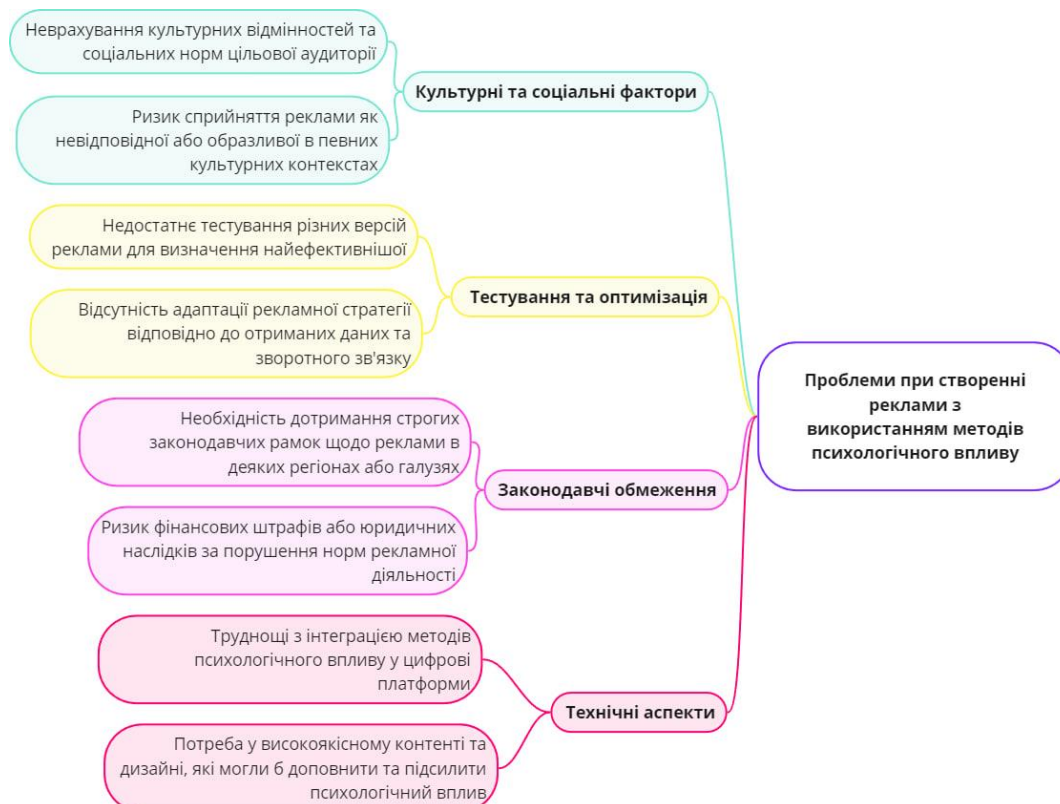 Неврахування культурних відмінностей та
соціальних норм цільової аудиторії
Культурні та соціальні фактори
Ризик сприйняття реклами як
невідповідної або образливої в певних
культурних контекстах
Недостатнє тестування різних версій
реклами для визначення найефективнішої
Тестування та оптимізація
Відсутність адаптації рекламної стратегії
відповідно до отриманих даних та
зворотного зв'язку
Проблеми при створенні
реклами з
використанням методів
психологічного впливу
Необхідність дотримання строгих
законодавчих рамок щодо реклами в
деяких регіонах або галузях
Законодавчі обмеження
Ризик фінансових штрафів або юридичних
наслідків за порушення норм рекламної
діяльності
Труднощі з інтеграцією методів
психологічного впливу у цифрові
платформи
Технічні аспекти
Потреба у високоякісному контенті та
дизайні, які могли б доповнити та підсилити
психологічний вплив